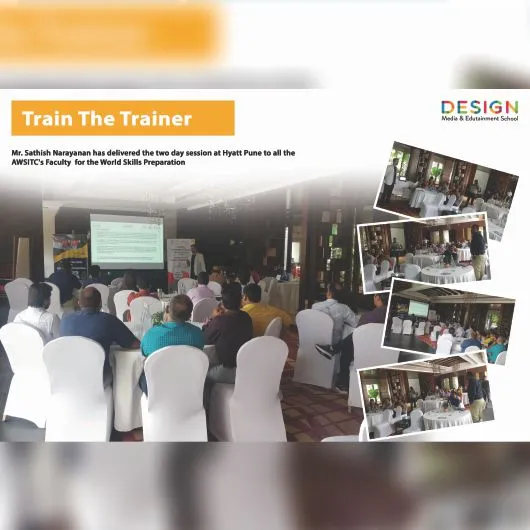 Train The Trainer
DESIGN
Media & Edutainment School
Mr. Sathish Narayanan has delivered the two day session at Hyatt Pune to all the
AWSITC's Faculty for the World Skills Preparation